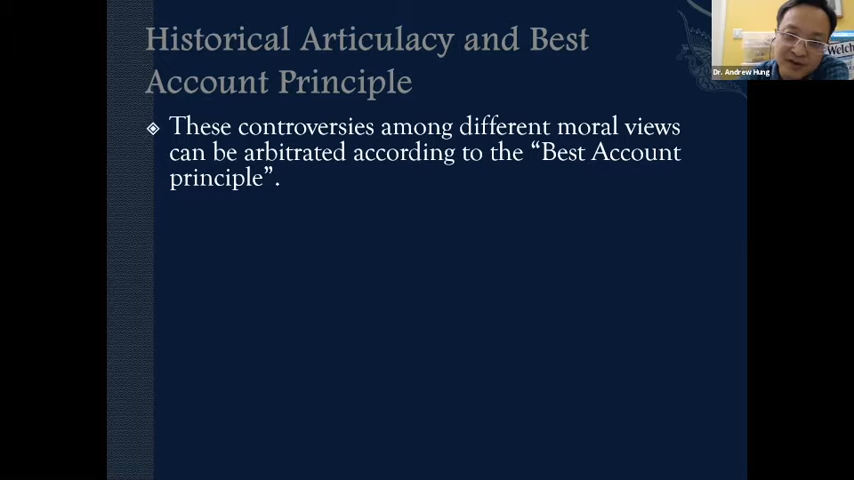 Historical Articulacy and Best
Account Principle
These controversies among different moral views
can be arbitrated according to the “Best Account
principle”.
Dr. Andrew Hung
Welch